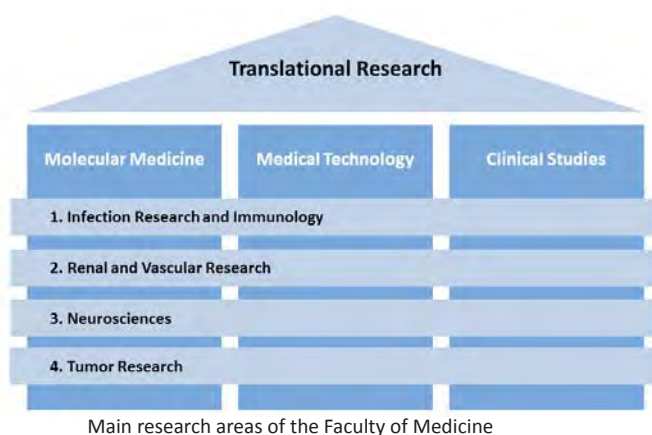 Translational Research
Molecular Medicine
Medical Technology
Clinical Studies
1. Infection Research and Immunology
2. Renal and Vascular Research
3. Neurosciences
4. Tumor Research
Main research areas of the Faculty of Medicine